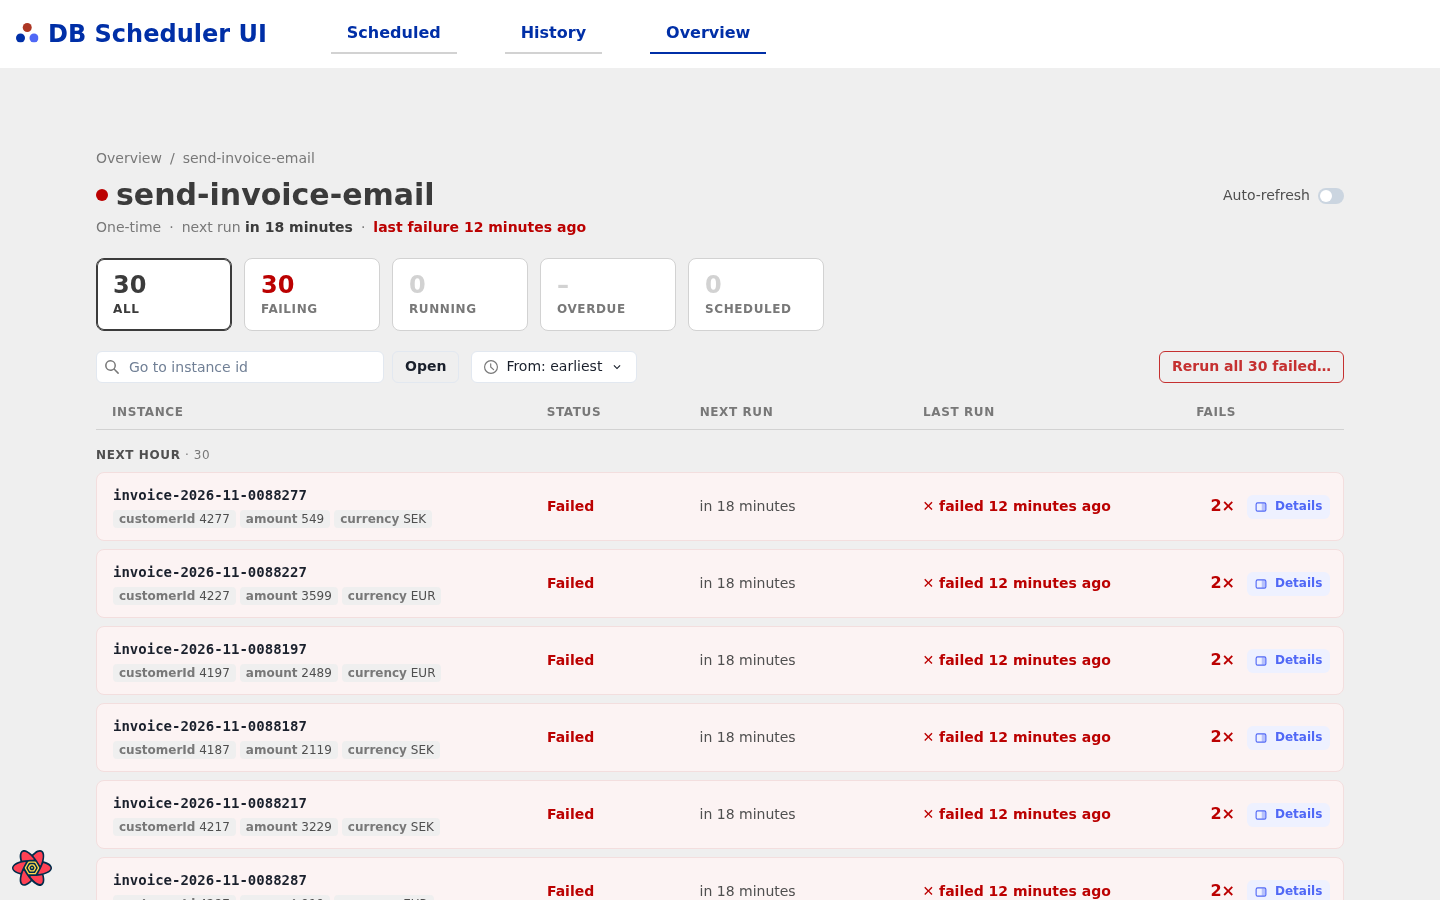 DB Scheduler UI Scheduled History Overview
Overview / send-invoice-email
send-invoice-email Auto-refresh
One-time · next run in 18 minutes · last failure 12 minutes ago
30 30 0 – 0
ALL FAILING RUNNING OVERDUE SCHEDULED
Go to instance id Open From: earliest Rerun all 30 failed…
INSTANCE STATUS NEXT RUN LAST RUN FAILS
NEXT HOUR · 30
invoice-2026-11-0088277
Failed in 18 minutes × failed 12 minutes ago 2× Details
customerId 4277 amount 549 currency SEK
invoice-2026-11-0088227
Failed in 18 minutes × failed 12 minutes ago 2× Details
customerId 4227 amount 3599 currency EUR
invoice-2026-11-0088197
Failed in 18 minutes × failed 12 minutes ago 2× Details
customerId 4197 amount 2489 currency EUR
invoice-2026-11-0088187
Failed in 18 minutes × failed 12 minutes ago 2× Details
customerId 4187 amount 2119 currency SEK
invoice-2026-11-0088217
Failed in 18 minutes × failed 12 minutes ago 2× Details
customerId 4217 amount 3229 currency SEK
invoice-2026-11-0088287
Failed in 18 minutes × failed 12 minutes ago 2× Details